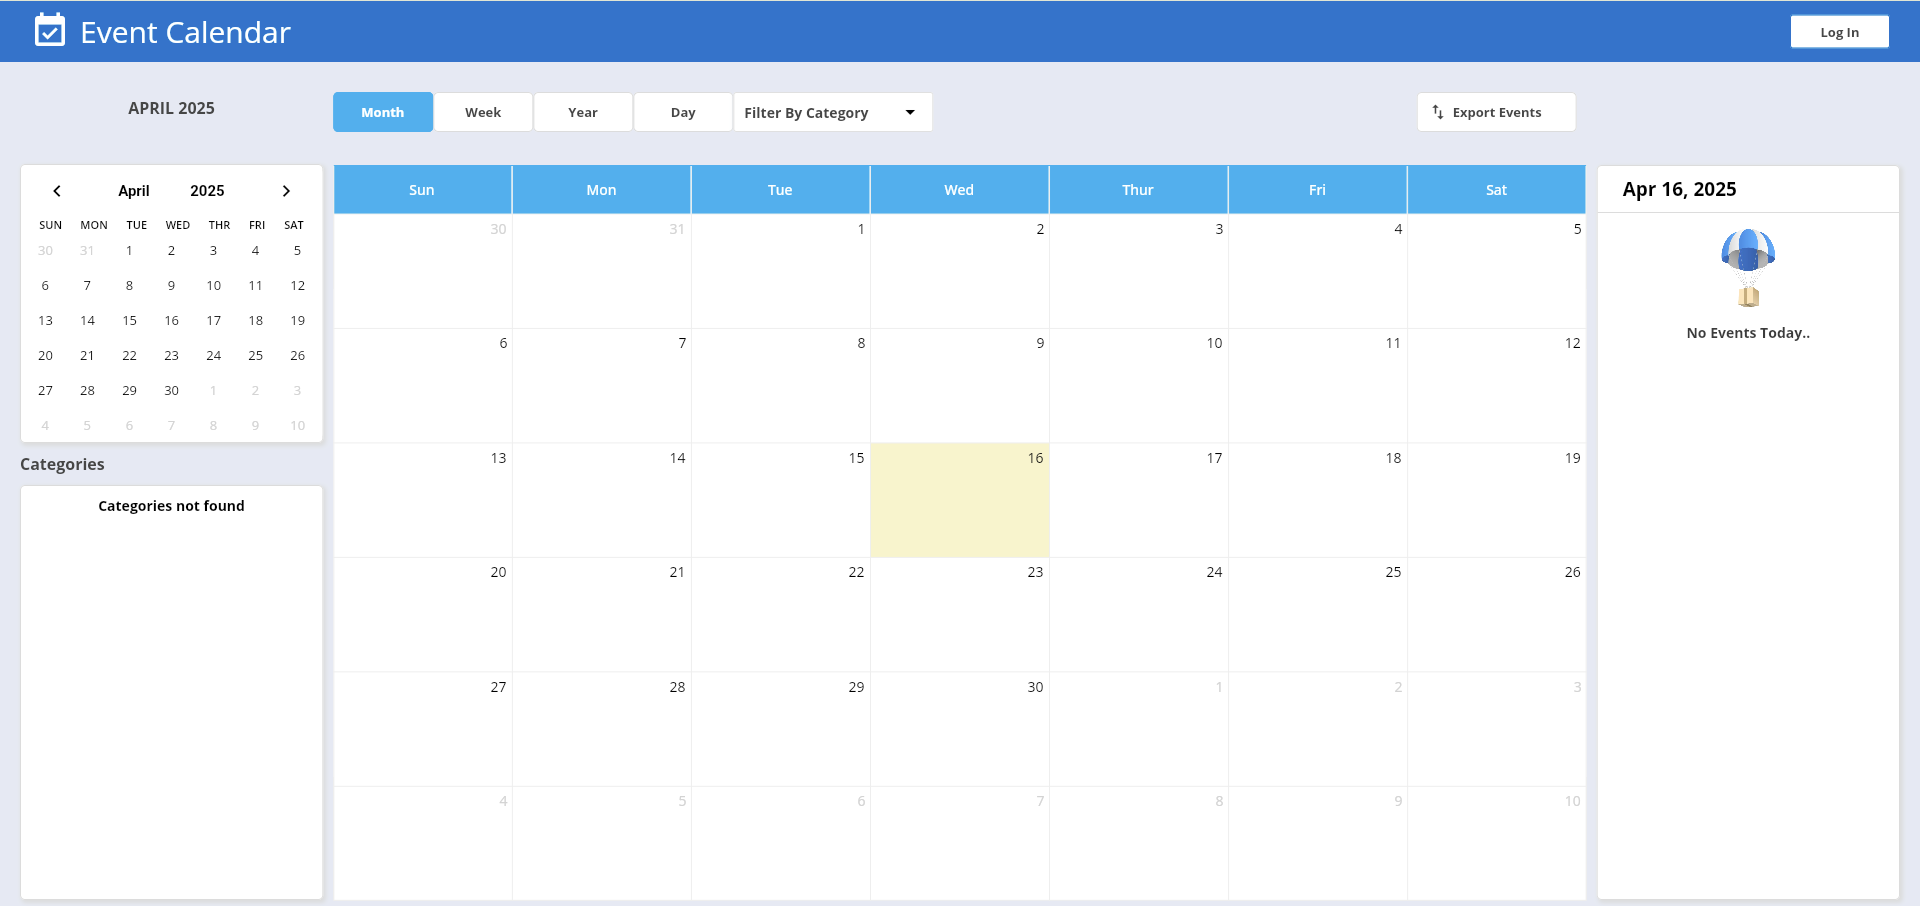 Event Calendar
Log In
APRIL 2025
Month Week Year Day Filter By Category
Export Events
April 2025
SUN MON TUE WED THR FRI SAT
30 31 1 2 3 4 5
6 7 8 9 10 11 12
13 14 15 16 17 18 19
20 21 22 23 24 25 26
27 28 29 30 1 2 3
4 5 6 7 8 9 10
Categories
Categories not found
Sun Mon Tue Wed Thur Fri Sat
30 31 1 2 3 4 5
6 7 8 9 10 11 12
13 14 15 16 17 18 19
20 21 22 23 24 25 26
27 28 29 30 1 2 3
4 5 6 7 8 9 10
Apr 16, 2025
No Events Today..